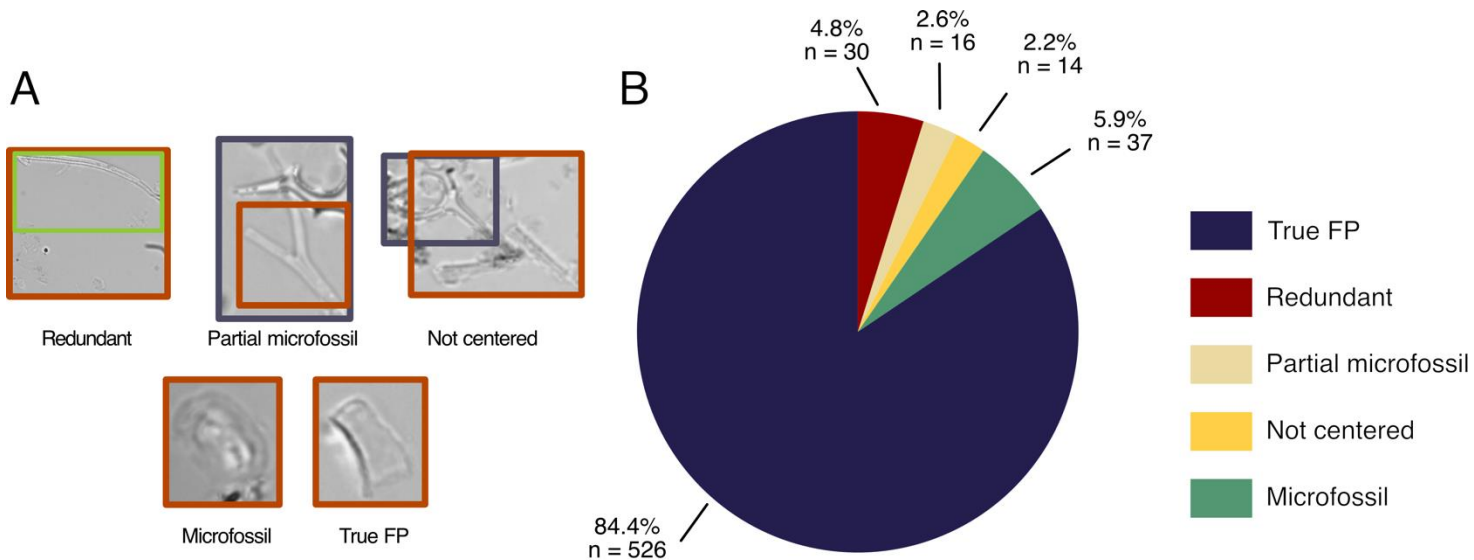 A
Redundant
Partial microfossil
Not centered
Microfossil
True FP
B
4.8%
n = 30
2.6%
n = 16
2.2%
n = 14
5.9%
n = 37
84.4%
n = 526
True FP
Redundant
Partial microfossil
Not centered
Microfossil